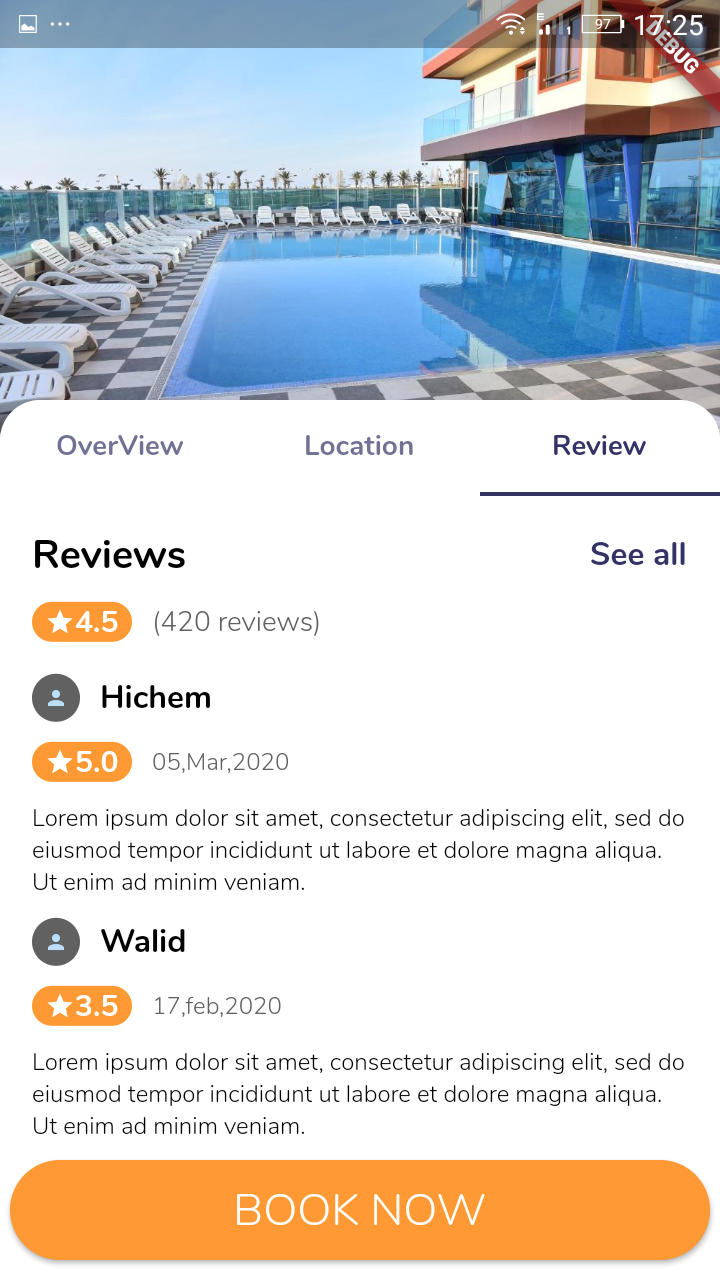 97 17:25
DEBUG
OverView Location Review
Reviews See all
4.5 (420 reviews)
Hichem
5.0 05,Mar,2020
Lorem ipsum dolor sit amet, consectetur adipiscing elit, sed do
eiusmod tempor incididunt ut labore et dolore magna aliqua.
Ut enim ad minim veniam.
Walid
3.5 17,feb,2020
Lorem ipsum dolor sit amet, consectetur adipiscing elit, sed do
eiusmod tempor incididunt ut labore et dolore magna aliqua.
Ut enim ad minim veniam.
BOOK NOW